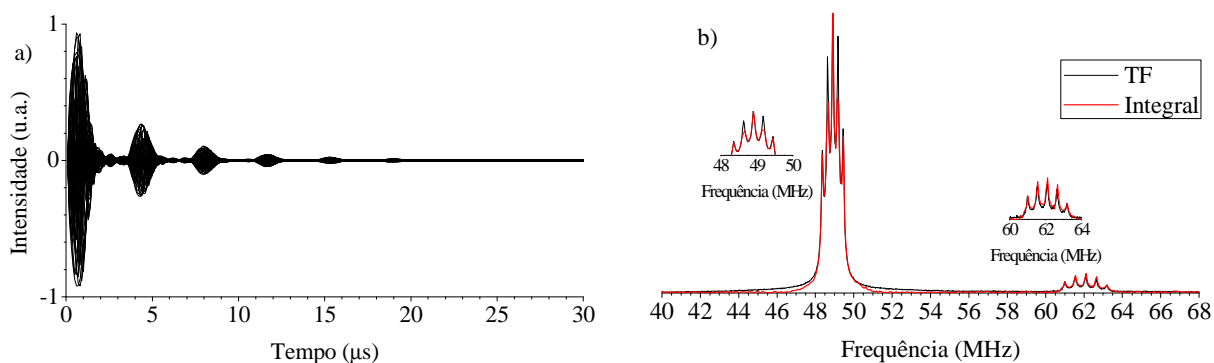 a)
Intensidade (u.a.)
1
0
-1
0 5 10 15 20 25 30
Tempo (μs)
b)
TF
Integral
48 49 50
Frequência (MHz)
60 62 64
Frequência (MHz)
40 42 44 46 48 50 52 54 56 58 60 62 64 66 68
Frequência (MHz)